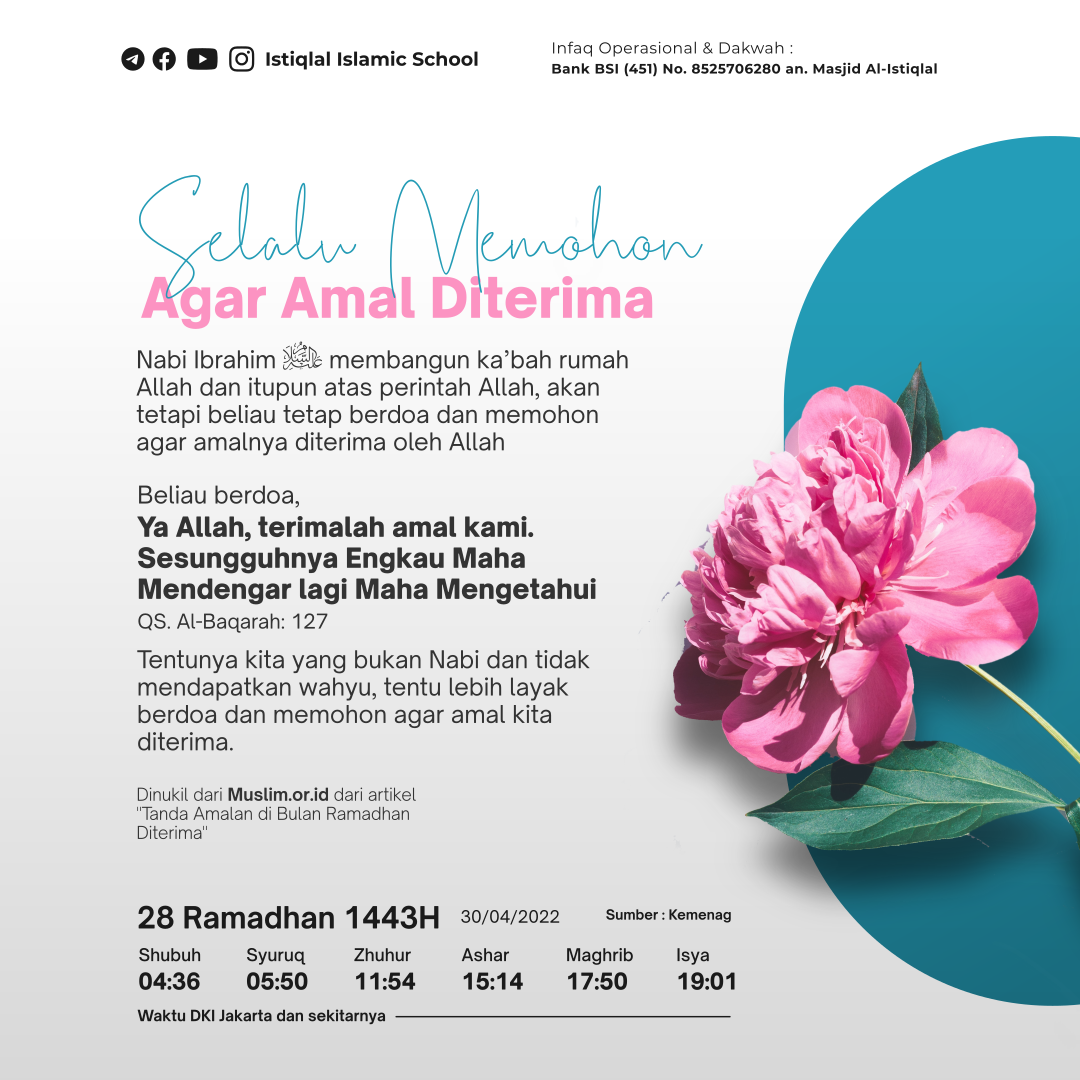 Istiqlal Islamic School
Infaq Operasional & Dakwah :
Bank BSI (451) No. 8525706280 an. Masjid Al-Istiqlal
Selalu Memohon
Agar Amal Diterima
Nabi Ibrahim عليه السلام membangun ka’bah rumah
Allah dan itupun atas perintah Allah, akan
tetapi beliau tetap berdoa dan memohon
agar amalnya diterima oleh Allah
Beliau berdoa,
Ya Allah, terimalah amal kami.
Sesungguhnya Engkau Maha
Mendengar lagi Maha Mengetahui
QS. Al-Baqarah: 127
Tentunya kita yang bukan Nabi dan tidak
mendapatkan wahyu, tentu lebih layak
berdoa dan memohon agar amal kita
diterima.
Dinukil dari Muslim.or.id dari artikel
"Tanda Amalan di Bulan Ramadhan
Diterima"
28 Ramadhan 1443H 30/04/2022 Sumber : Kemenag
Shubuh Syuruq Zhuhur Ashar Maghrib Isya
04:36 05:50 11:54 15:14 17:50 19:01
Waktu DKI Jakarta dan sekitarnya